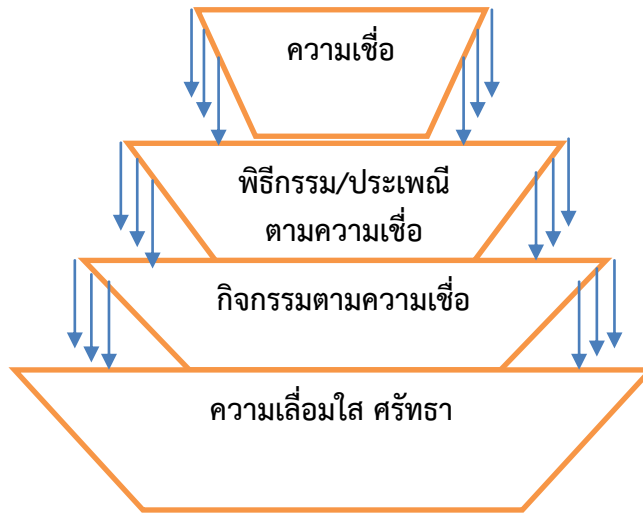 ความเชื่อ
พิธีกรรม/ประเพณี
ตามความเชื่อ
กิจกรรมตามความเชื่อ
ความเลื่อมใส ศรัทธา